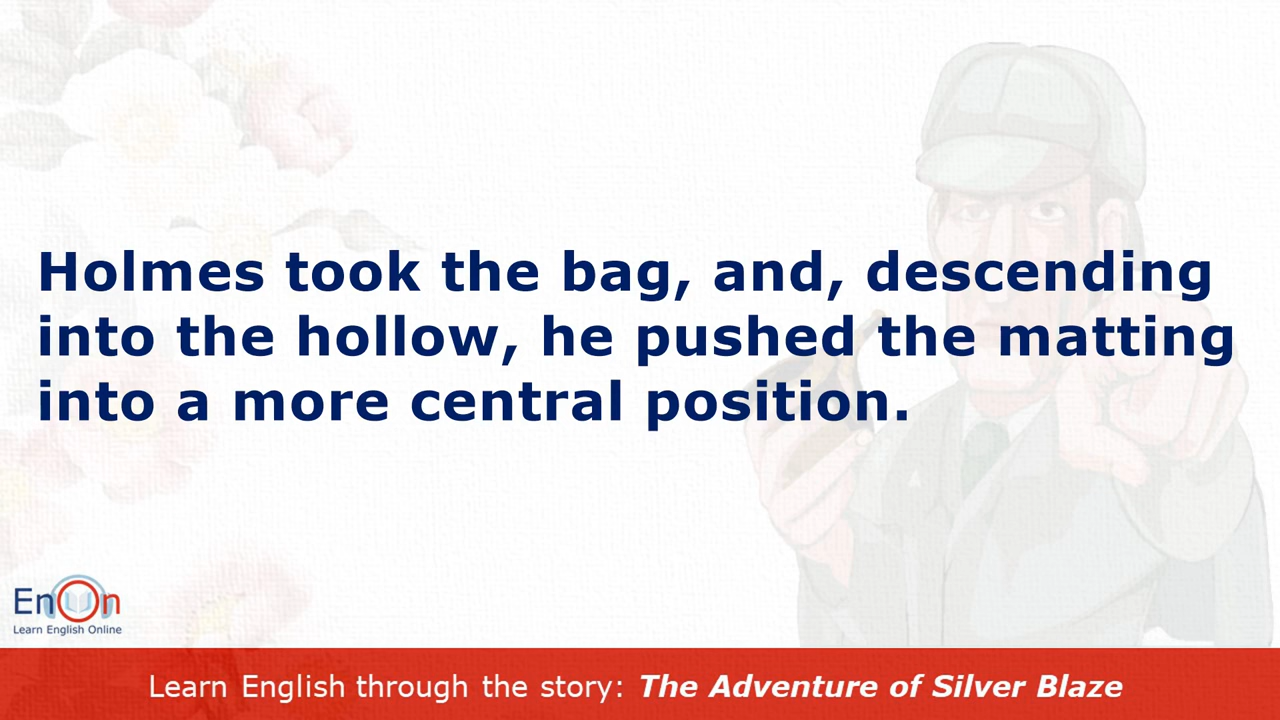 Holmes took the bag, and, descending
into the hollow, he pushed the matting
into a more central position.
EnOn
Learn English Online
Learn English through the story: The Adventure of Silver Blaze